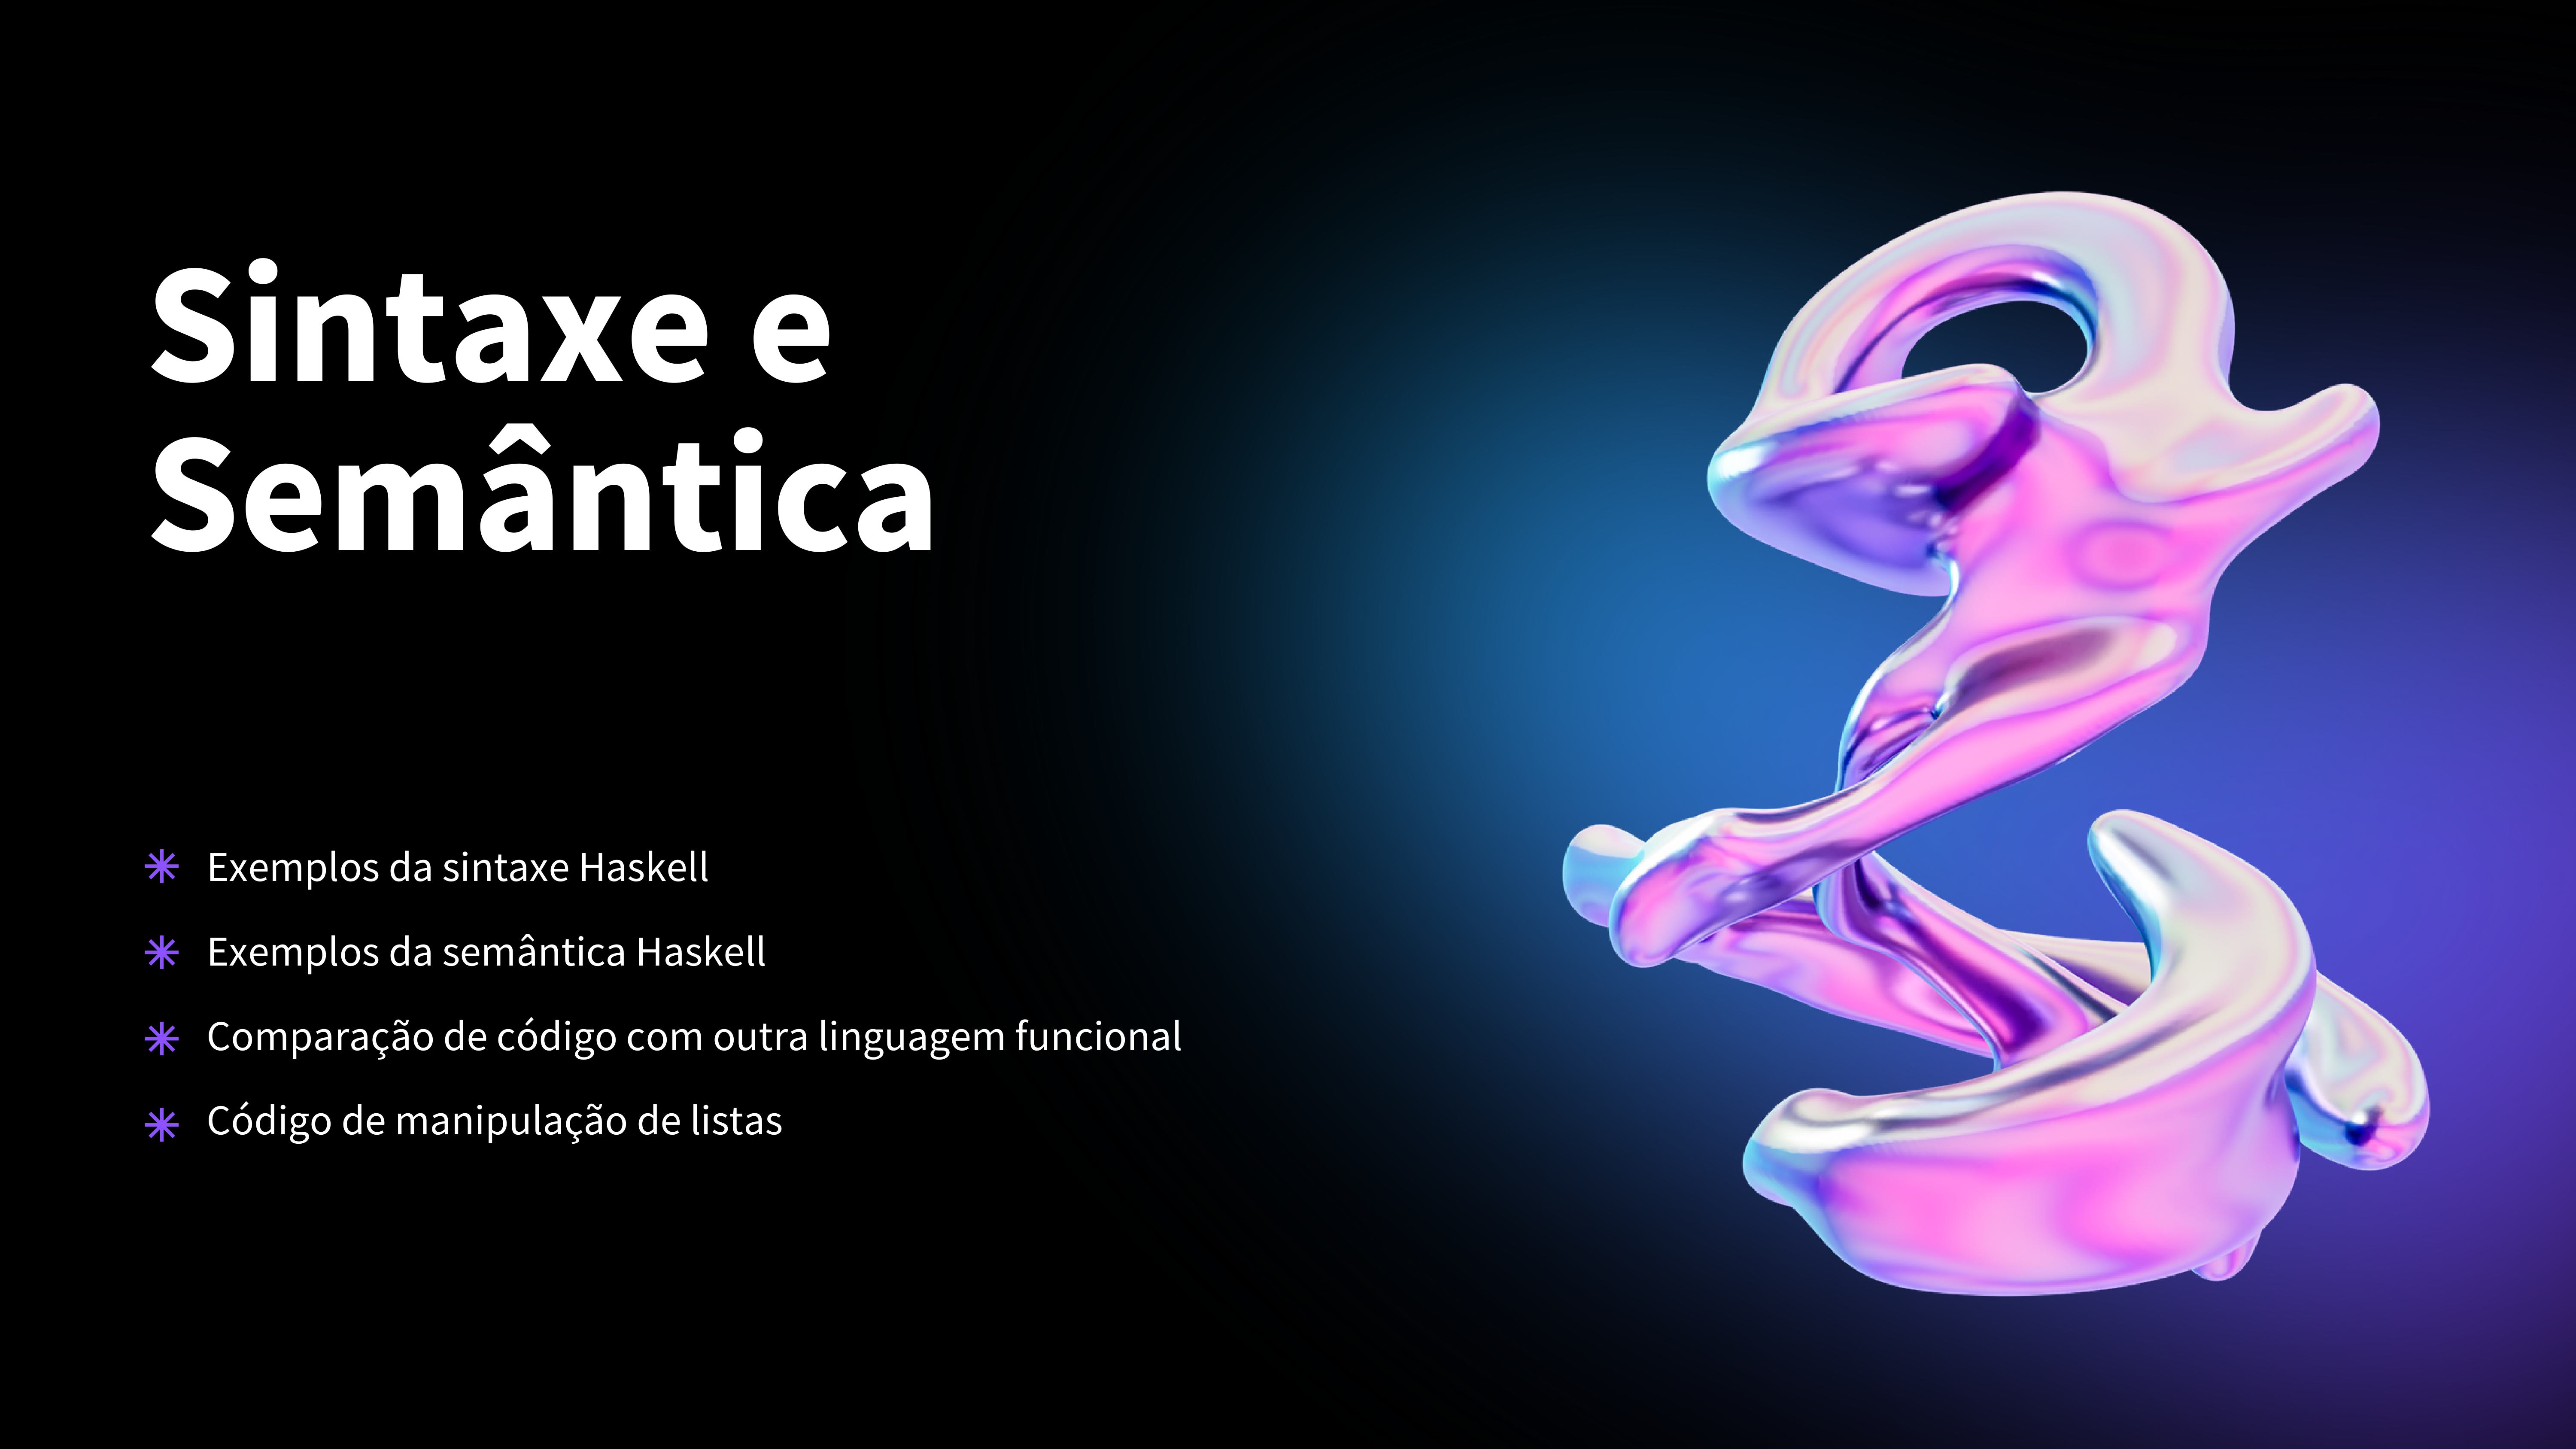 Sintaxe e
Semântica
Exemplos da sintaxe Haskell
Exemplos da semântica Haskell
Comparação de código com outra linguagem funcional
Código de manipulação de listas